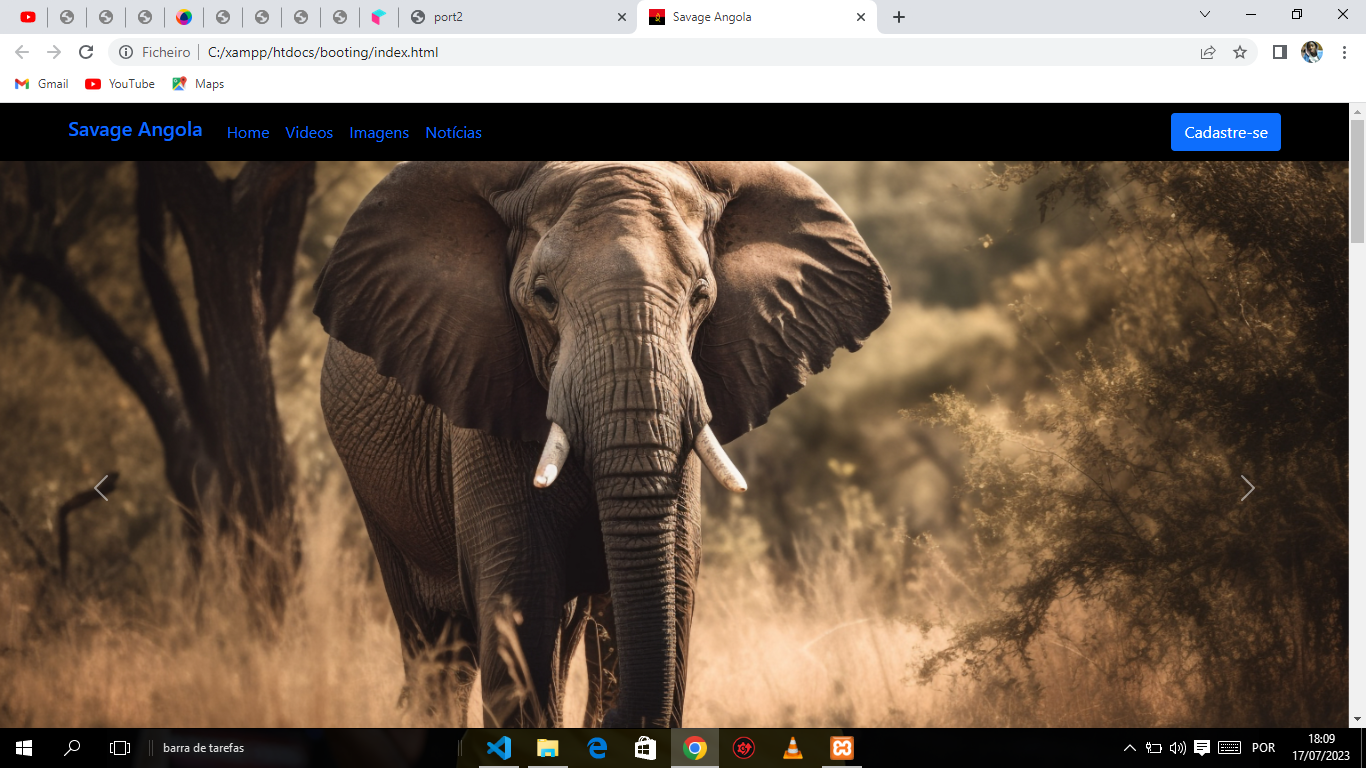 port2
Savage Angola
Ficheiro
C:/xampp/htdocs/booting/index.html
Gmail
YouTube
Maps
Savage Angola
Home
Videos
Imagens
Notícias
Cadastre-se
barra de tarefas
POR
18:09
17/07/2023